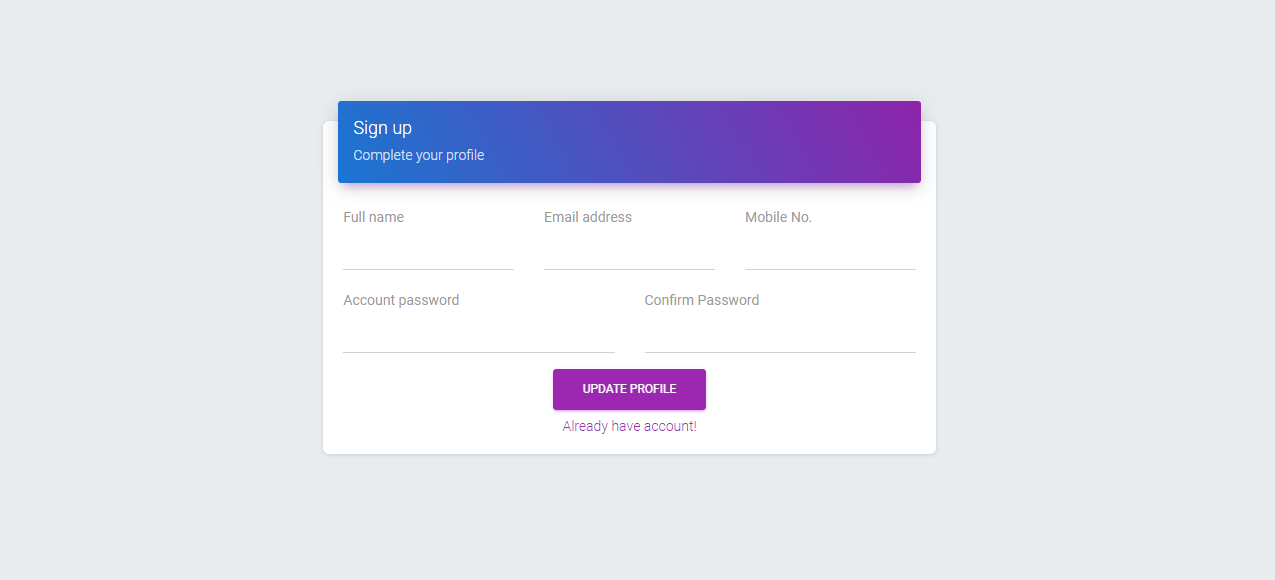 Sign up
Complete your profile
Full name Email address Mobile No.
Account password Confirm Password
UPDATE PROFILE
Already have account!